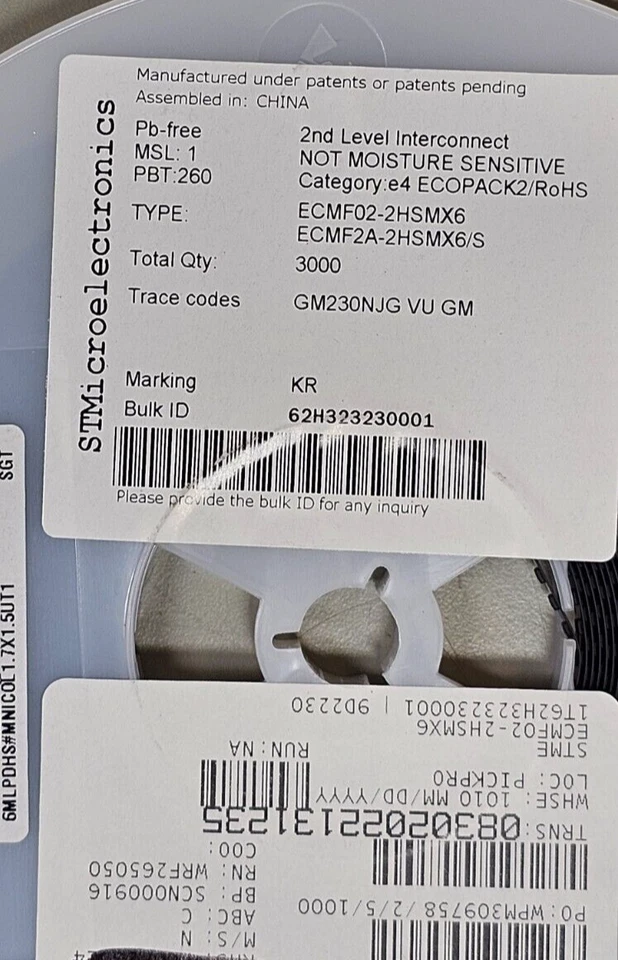 Manufactured under patents or patents pending
Assembled in: CHINA
Pb-free
2nd Level Interconnect
MSL: 1
NOT MOISTURE SENSITIVE
PBT:260
Category:e4 ECOPACK2/RoHS
TYPE:
ECMF02-2HSMX6
ECMF2A-2HSMX6/S
Total Qty:
3000
Trace codes
GM230NJG VU GM
Marking
KR
Bulk ID
62H323230001
Please provide the bulk ID for any inquiry
STMicroelectronics
6MLPDHS#MNICOL1.7X1.5UT1
SGT
M/S: N
ABC: C
PO: WPM309758 /2/5/1000
BP: SCN000916
RN: WRF265050
COO:
TRNS: 0830202213 1235
WHSE: 1010 MM/DD/YYYY
LOC: PICKPRO
STME
RUN: NA
ECMF02-2HSMX6
1T62H323230001 | 9D2230